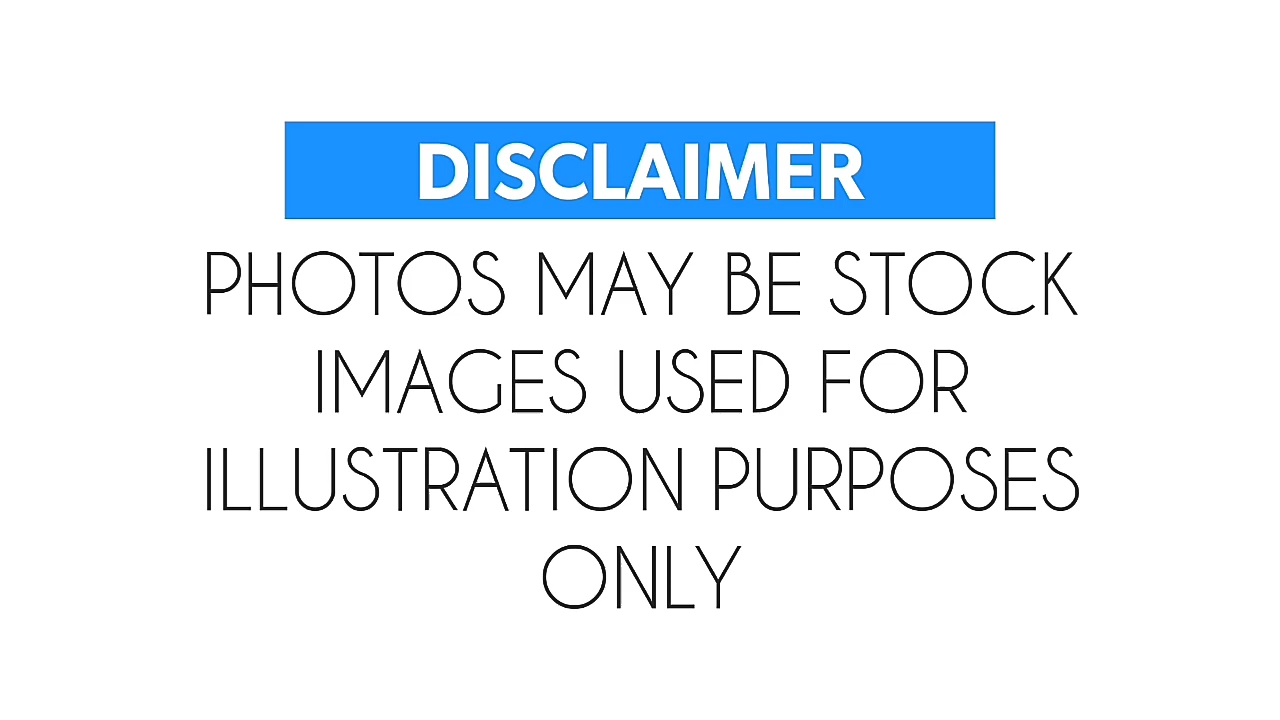 DISCLAIMER
PHOTOS MAY BE STOCK
IMAGES USED FOR
ILLUSTRATION PURPOSES
ONLY